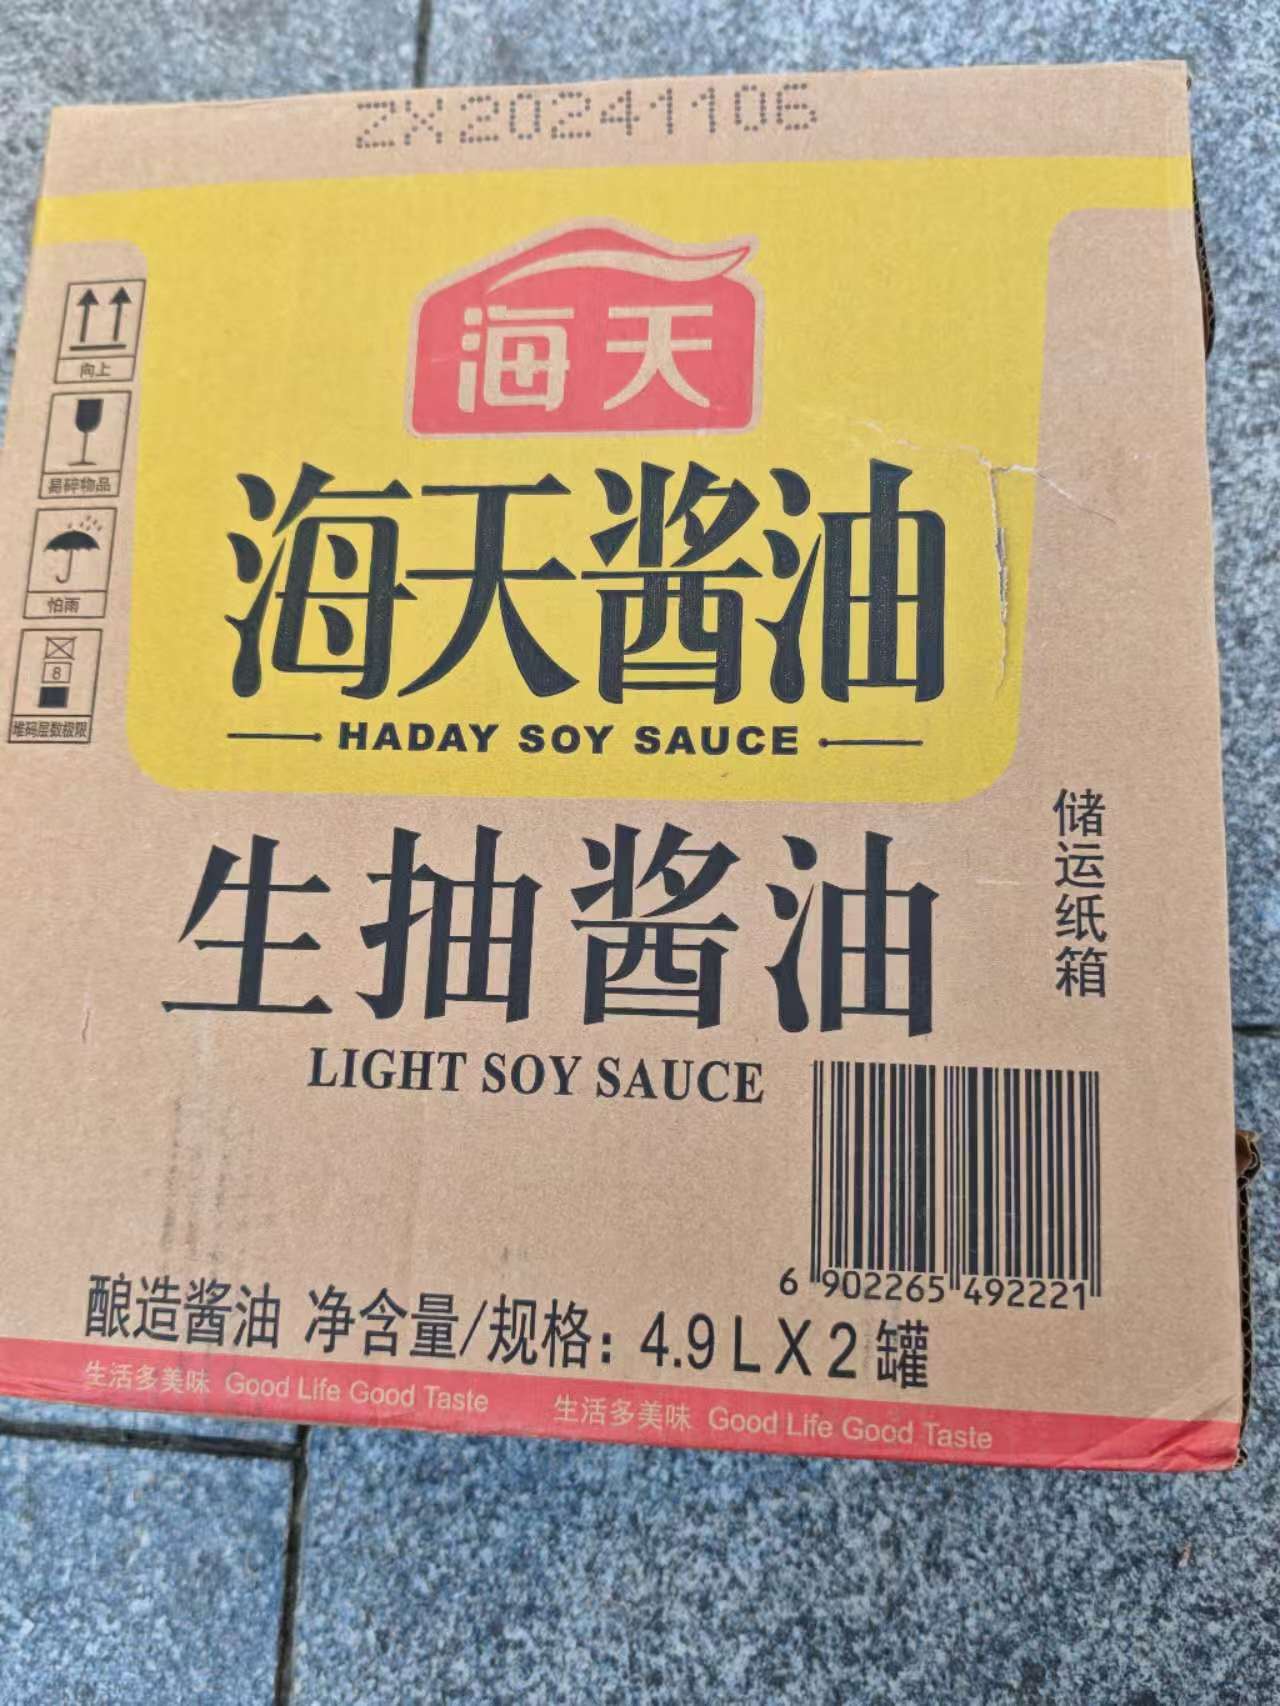 ZX20241106
海天
向上
易碎物品
怕雨
8
堆码层数极限
海天酱油
HADAY SOY SAUCE
生抽酱油
LIGHT SOY SAUCE
储运纸箱
6 902265 492221
酿造酱油 净含量/规格：4.9L X 2罐
生活多美味 Good Life Good Taste 生活多美味 Good Life Good Taste